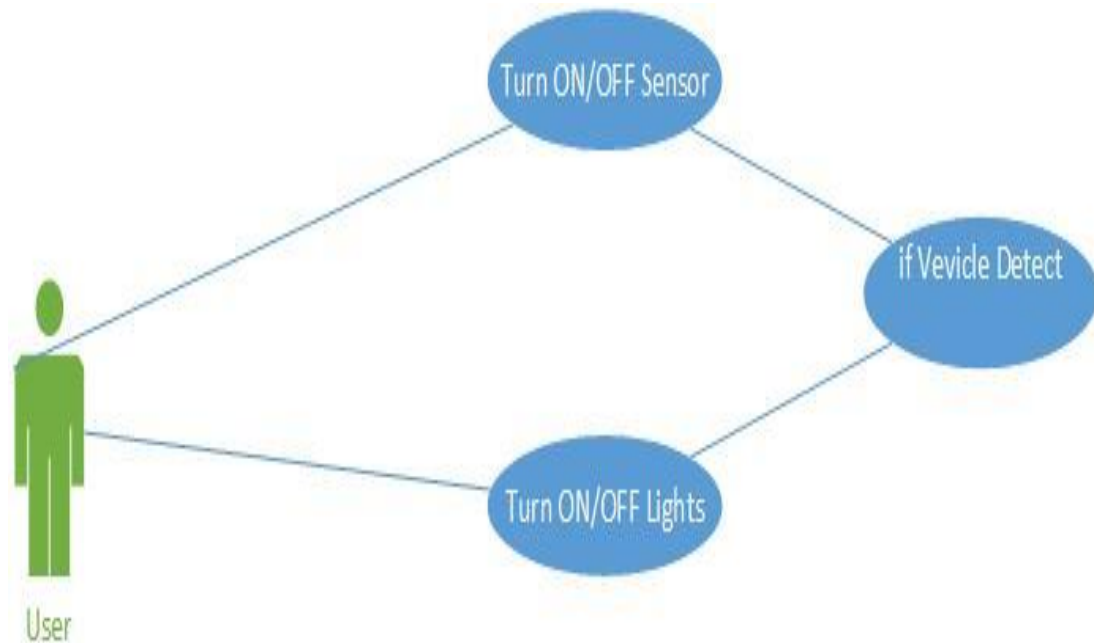 Turn ON/OFF Sensor
if Vevicle Detect
Turn ON/OFF Lights
User